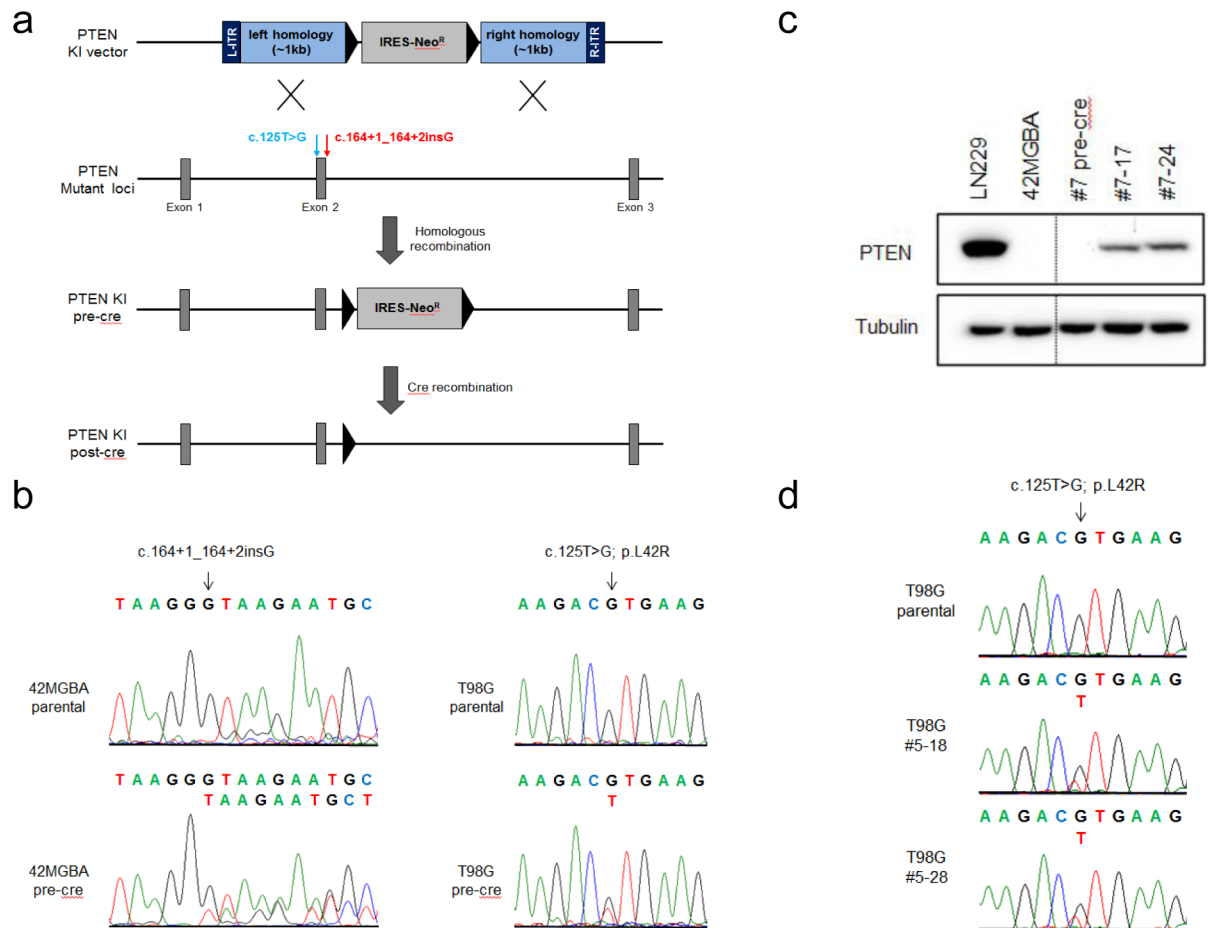 a
PTEN
KI vector
L-ITR
left homology
(~1kb)
IRES-Neoᴿ
right homology
(~1kb)
R-ITR
c.125T>G
c.164+1_164+2insG
PTEN
Mutant loci
Exon 1
Exon 2
Exon 3
Homologous
recombination
PTEN KI
pre-cre
IRES-Neoᴿ
Cre recombination
PTEN KI
post-cre
b
c.164+1_164+2insG
TAAGGGTAAGAATGC
42MGBA
parental
TAAGGGTAAGAATGC
TAAGAATGCT
42MGBA
pre-cre
c.125T>G; p.L42R
AAGACGTGAAG
T98G
parental
AAGACGTGAAG
T
T98G
pre-cre
c
LN229
42MGBA
#7 pre-cre
#7-17
#7-24
PTEN
Tubulin
d
c.125T>G; p.L42R
AAGACGTGAAG
T98G
parental
AAGACGTGAAG
T
T98G
#5-18
AAGACGTGAAG
T
T98G
#5-28